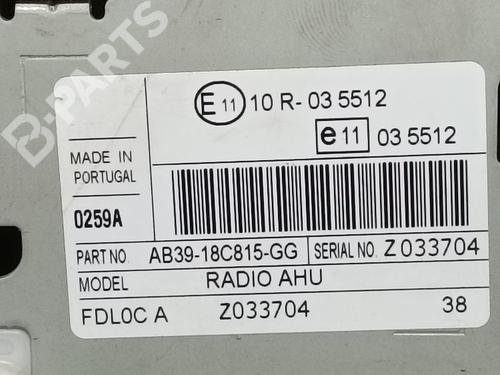 B-PARTS
E 11 10 R- 03 5512
e 11 03 5512
MADE IN
PORTUGAL
0259A
PART NO. AB39-18C815-GG SERIAL NO. Z033704
MODEL RADIO AHU
FDL0C A Z033704 38